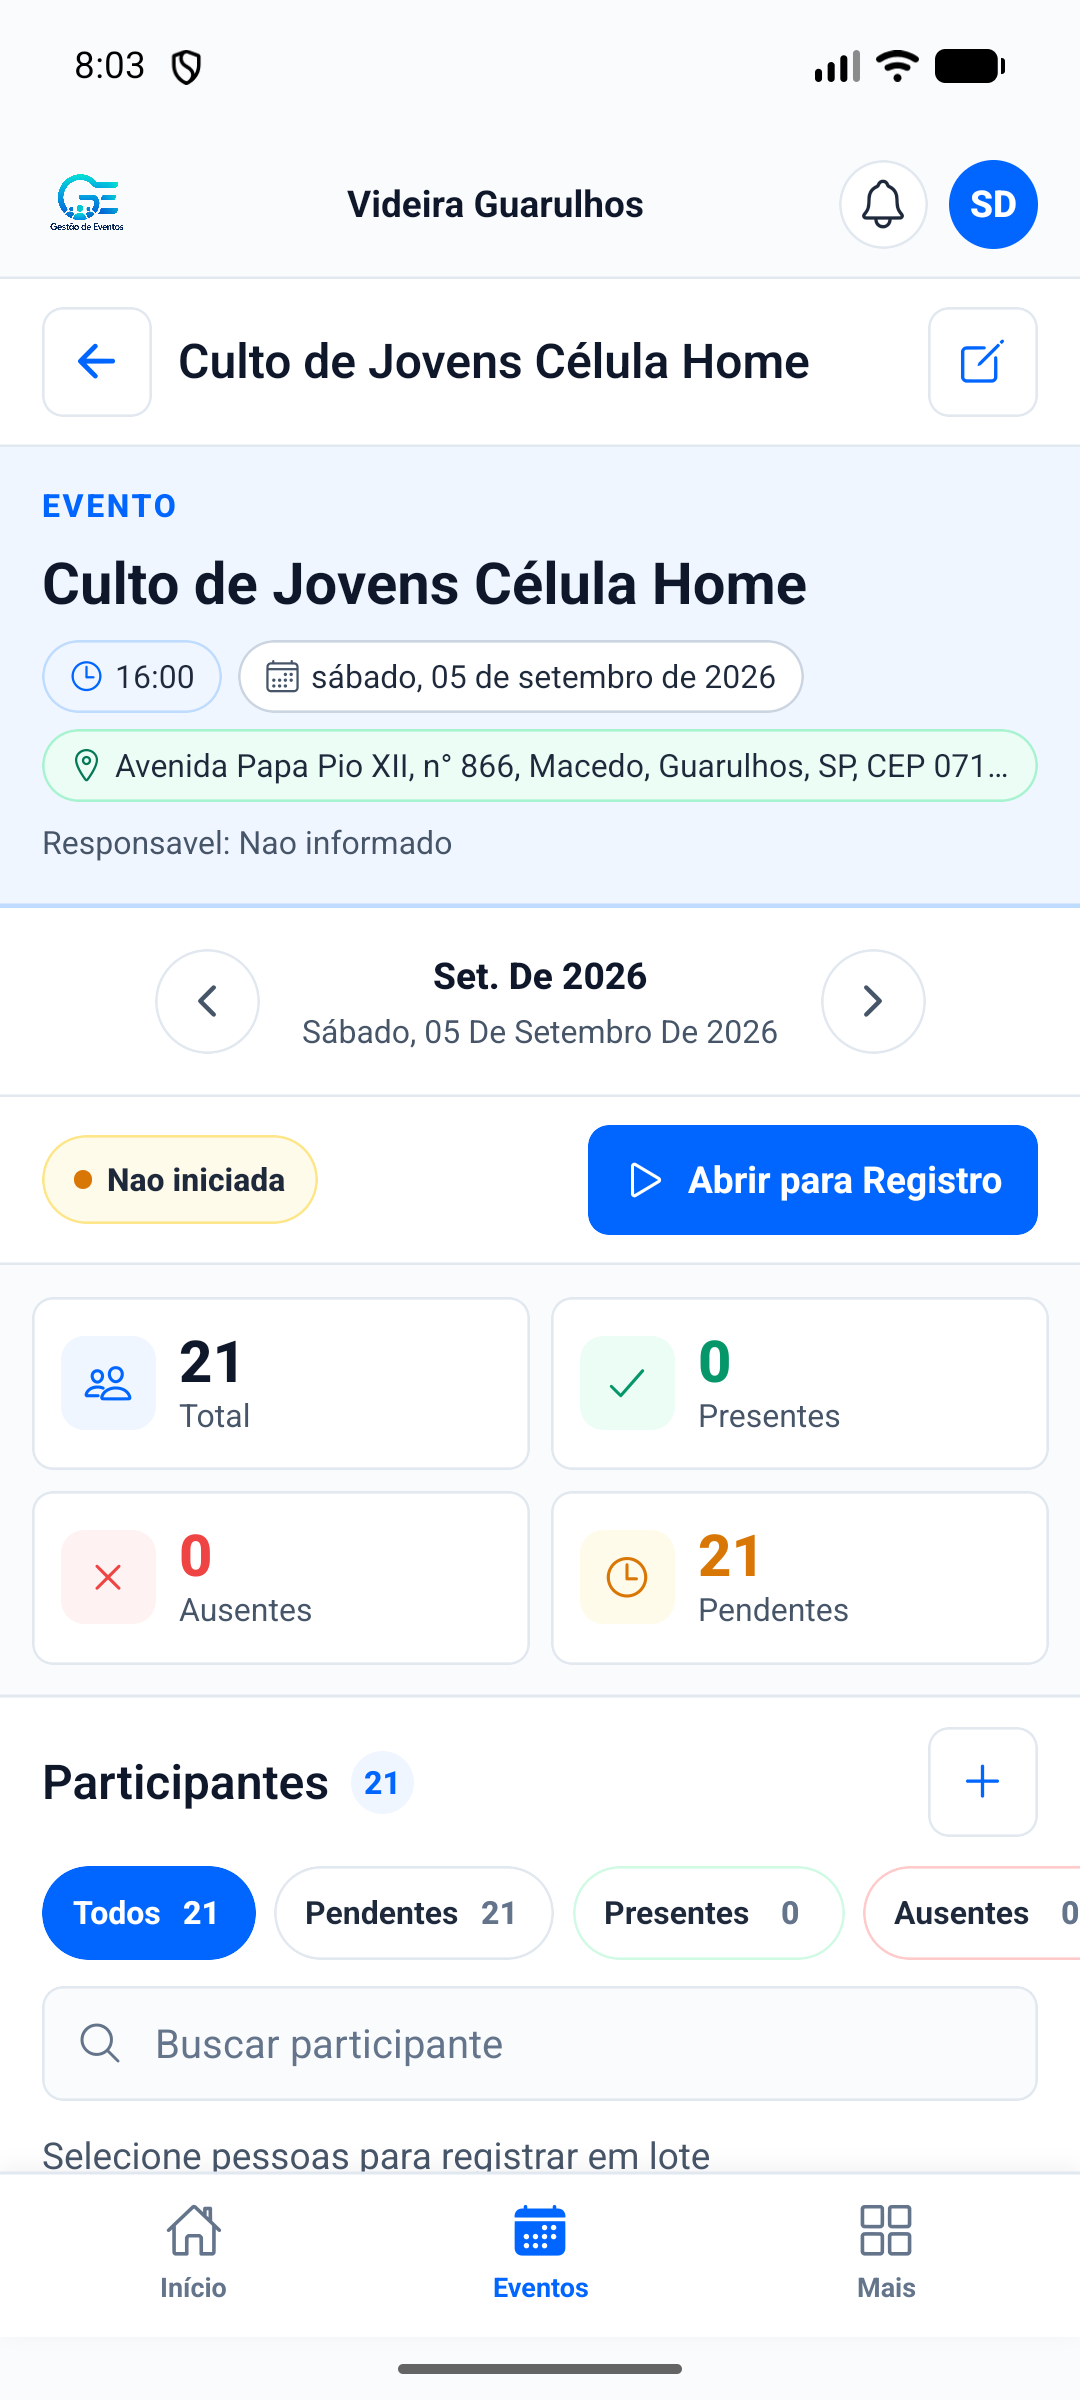 8:03
Gestão de Eventos
Videira Guarulhos
SD
Culto de Jovens Célula Home
EVENTO
Culto de Jovens Célula Home
16:00
sábado, 05 de setembro de 2026
Avenida Papa Pio XII, n° 866, Macedo, Guarulhos, SP, CEP 071...
Responsavel: Nao informado
Set. De 2026
Sábado, 05 De Setembro De 2026
Nao iniciada
Abrir para Registro
21
Total
0
Presentes
0
Ausentes
21
Pendentes
Participantes 21
Todos 21
Pendentes 21
Presentes 0
Ausentes 0
Buscar participante
Selecione pessoas para registrar em lote
Início
Eventos
Mais